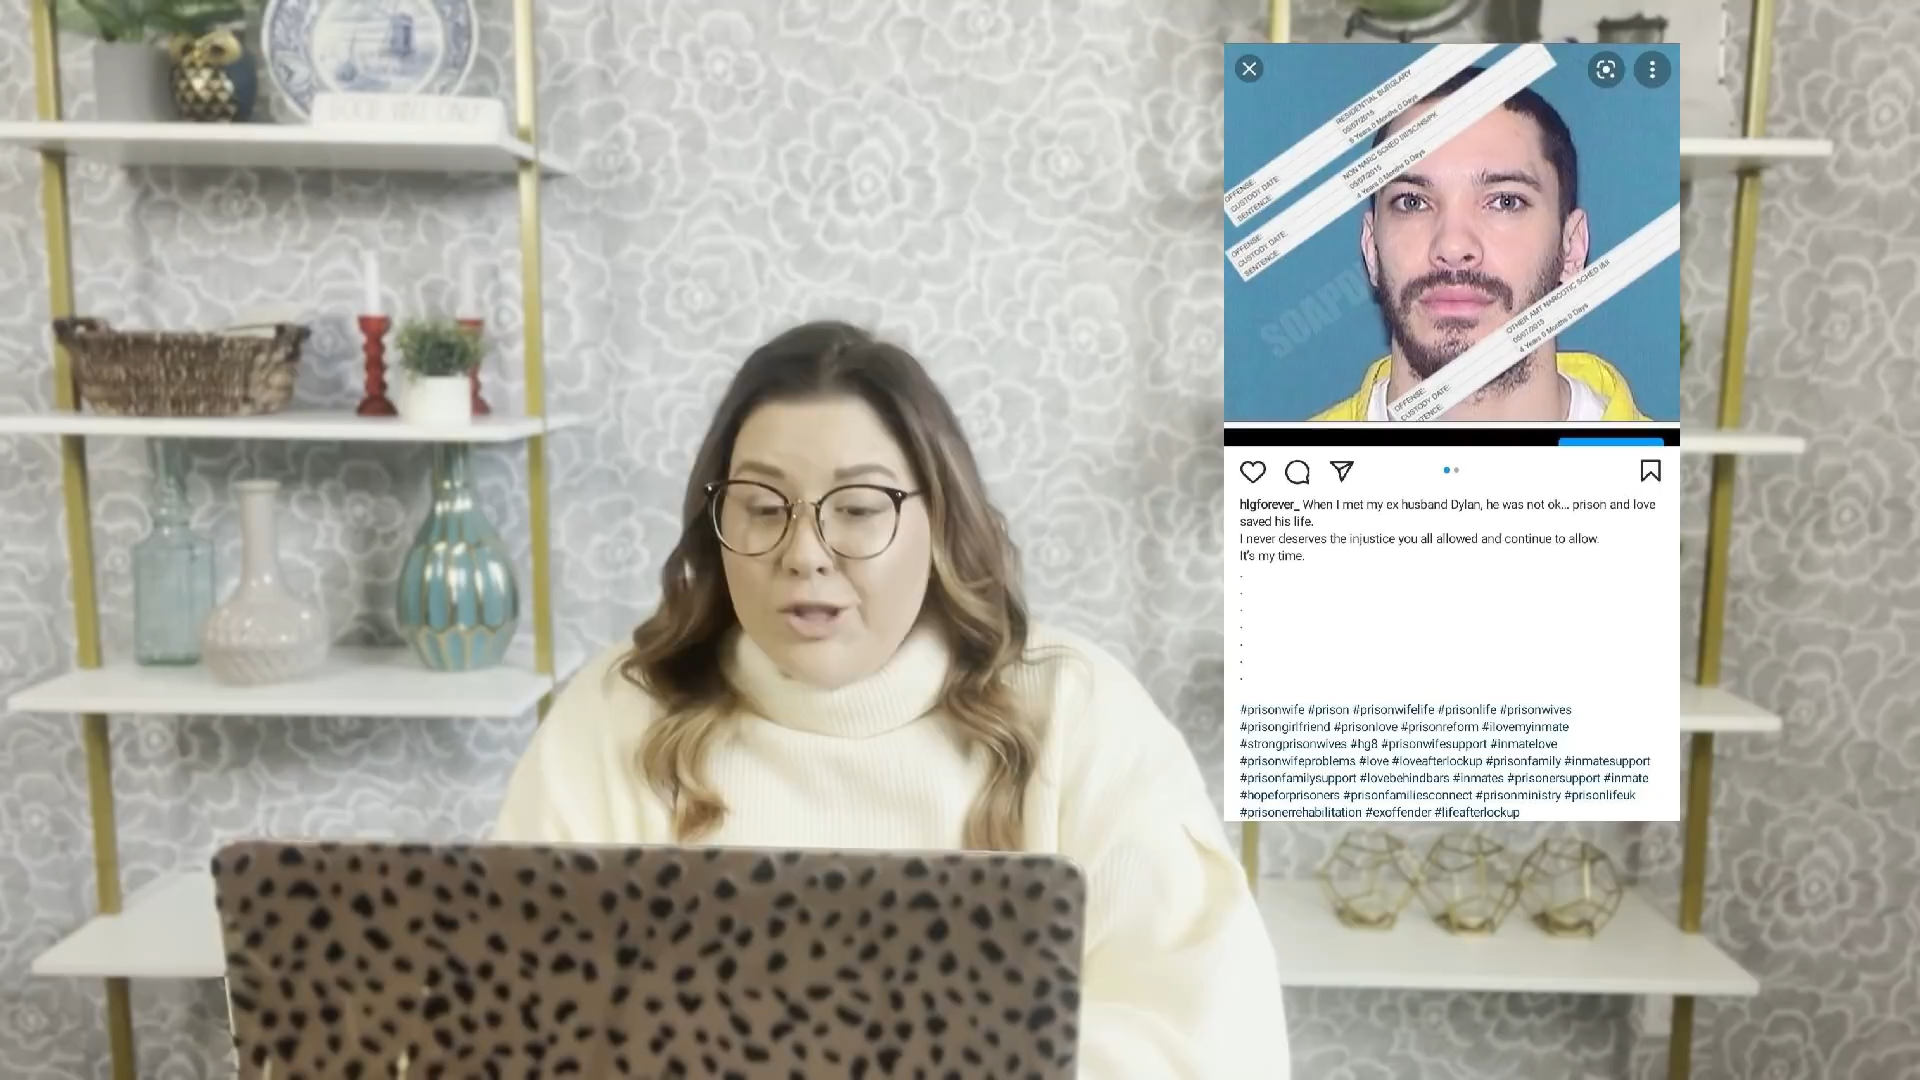 OFFENSE: RESIDENTIAL BURGLARY
CUSTODY DATE: 05/07/2015
SENTENCE: 5 Years 0 Months 0 Days
OFFENSE: NON NARC SCHED III/SC/NS/PK
CUSTODY DATE: 05/07/2015
SENTENCE: 4 Years 0 Months 0 Days
OFFENSE: OTHER AMT NARCOTIC SCHED I&II
CUSTODY DATE: 05/07/2015
SENTENCE: 4 Years 0 Months 0 Days
hlgforever_ When I met my ex husband Dylan, he was not ok... prison and love
saved his life.
I never deserves the injustice you all allowed and continue to allow.
It's my time.
.
.
.
.
.
.
.
#prisonwife #prison #prisonwifelife #prisonlife #prisonwives
#prisongirlfriend #prisonlove #prisonreform #ilovemyinmate
#strongprisonwives #hg8 #prisonwifesupport #inmatelove
#prisonwifeproblems #love #loveafterlockup #prisonfamily #inmatesupport
#prisonfamilysupport #lovebehindbars #inmates #prisonersupport #inmate
#hopeforprisoners #prisonfamiliesconnect #prisonministry #prisonlifeuk
#prisonerrehabilitation #exoffender #lifeafterlockup